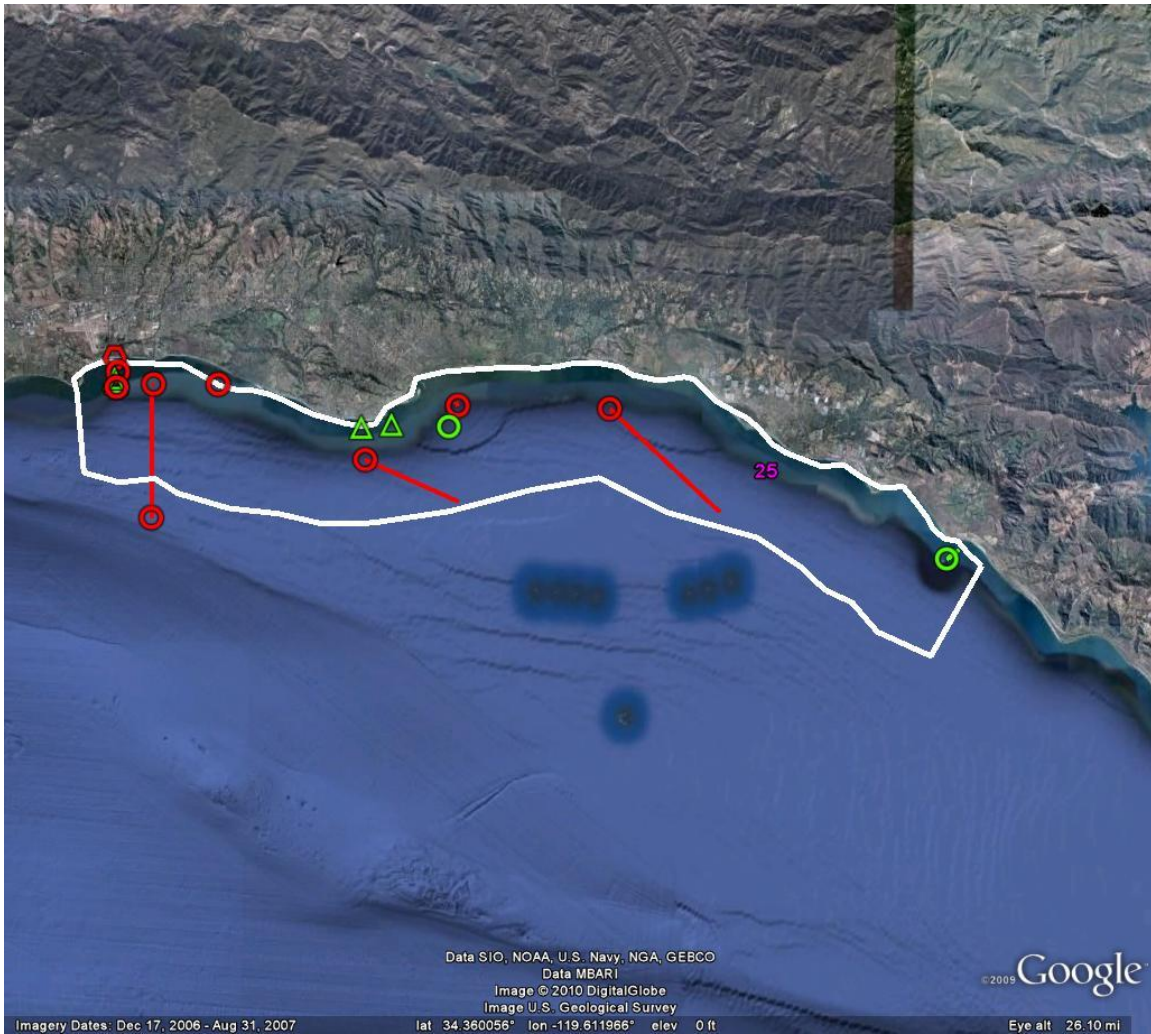 25
Data SIO, NOAA, U.S. Navy, NGA, GEBCO
Data MBARI
Image © 2010 DigitalGlobe
Image U.S. Geological Survey
©2009 Google
Imagery Dates: Dec 17, 2006 - Aug 31, 2007 lat 34.360056° lon -119.611966° elev 0 ft Eye alt 26.10 mi